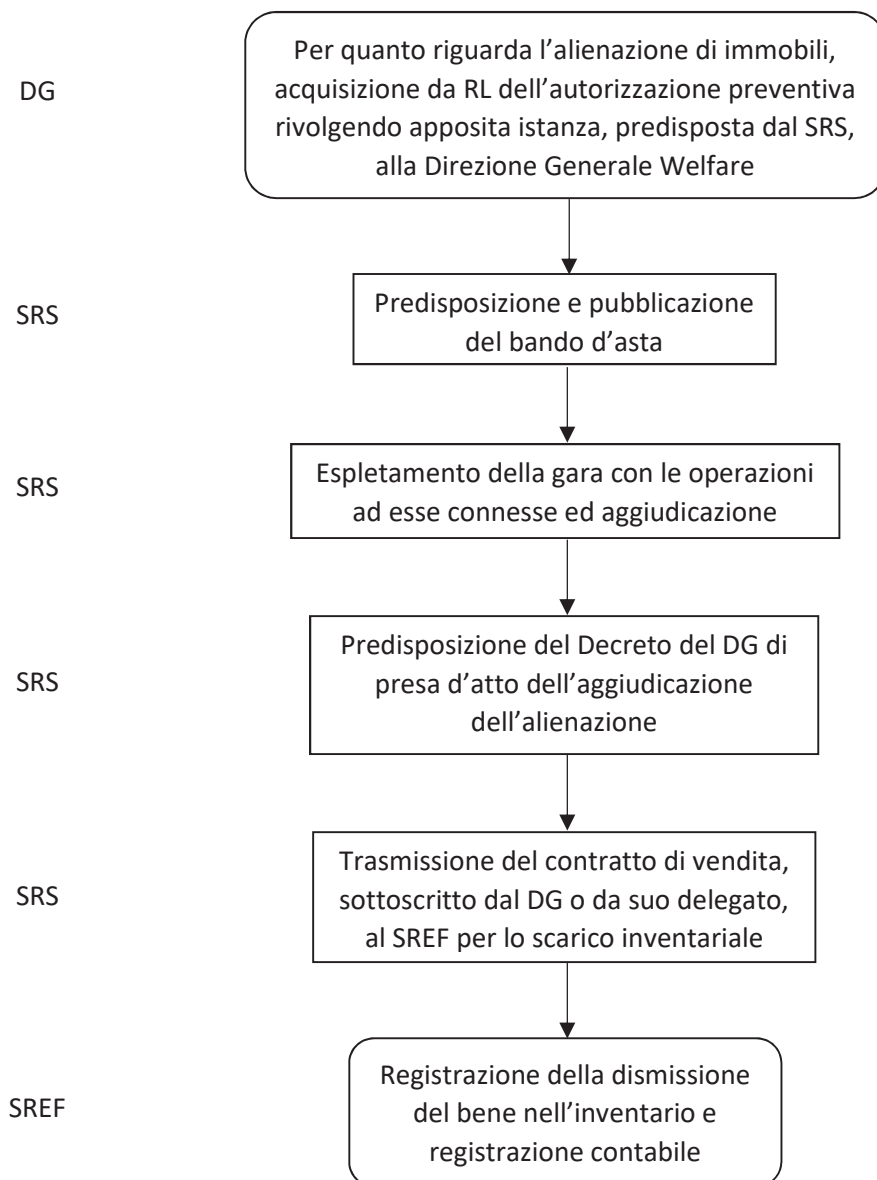 Per quanto riguarda l’alienazione di immobili,
DG
acquisizione da RL dell’autorizzazione preventiva
rivolgendo apposita istanza, predisposta dal SRS,
alla Direzione Generale Welfare
SRS
Predisposizione e pubblicazione
del bando d’asta
SRS
Espletamento della gara con le operazioni
ad esse connesse ed aggiudicazione
SRS
Predisposizione del Decreto del DG di
presa d’atto dell’aggiudicazione
dell’alienazione
SRS
Trasmissione del contratto di vendita,
sottoscritto dal DG o da suo delegato,
al SREF per lo scarico inventariale
SREF
Registrazione della dismissione
del bene nell’inventario e
registrazione contabile